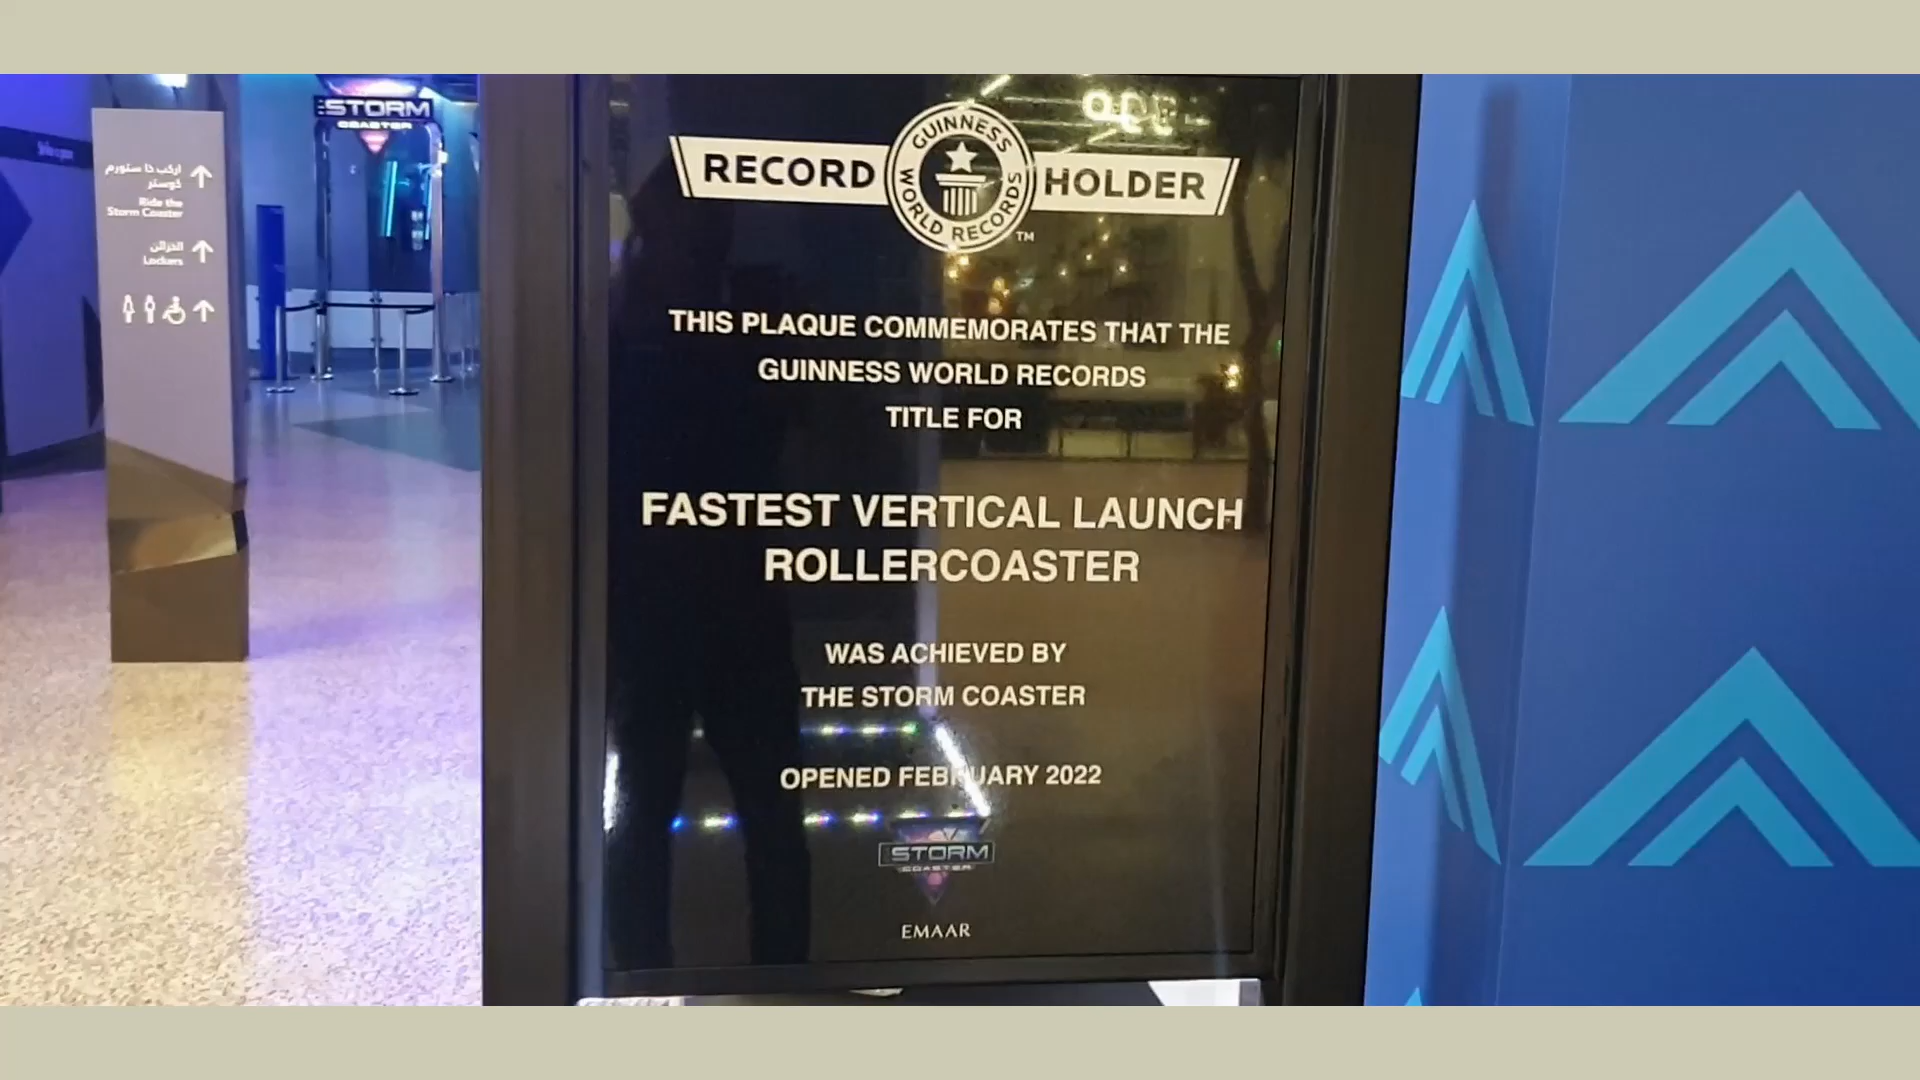 STORM
COASTER
اركب ذا ستورم
كوستر
Ride the
Storm Coaster
الخزائن
Lockers
RECORD
GUINNESS
WORLD RECORDS
TM
HOLDER
THIS PLAQUE COMMEMORATES THAT THE
GUINNESS WORLD RECORDS
TITLE FOR
FASTEST VERTICAL LAUNCH
ROLLERCOASTER
WAS ACHIEVED BY
THE STORM COASTER
OPENED FEBRUARY 2022
STORM
COASTER
EMAAR